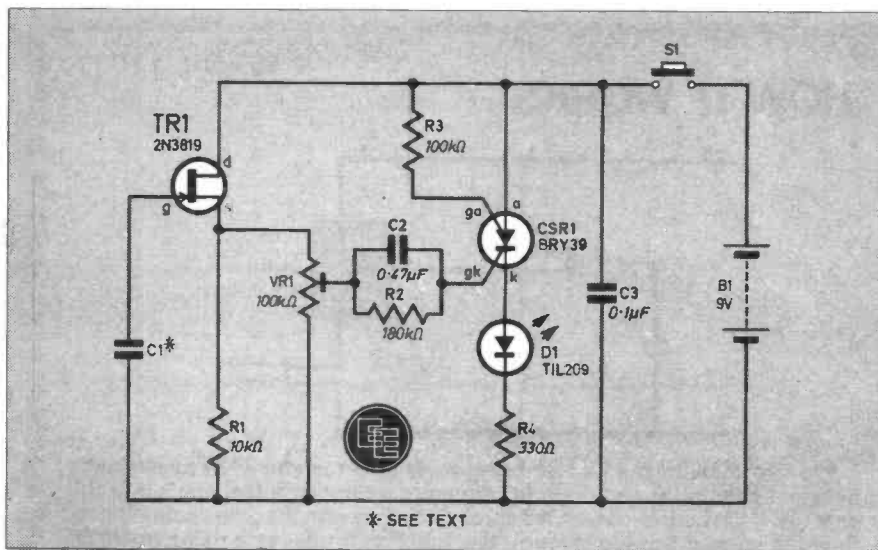 S1
TR1
2N3819
d
g
s
R3
100kΩ
ga
a
CSR1
BRY39
gk
k
C2
0·47µF
R2
180kΩ
VR1
100kΩ
C3
0·1µF
B1
9V
C1*
D1
TIL209
R1
10kΩ
EE
R4
330Ω
* SEE TEXT